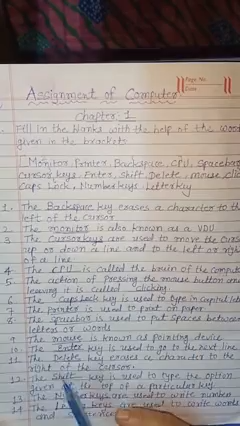 Page No.
Date
Assignment of Computer
Chapter: 1
Fill in the blanks with the help of the words
given in the brackets
Monitor, Printer, Backspace, CPU, Spacebar
Cursor keys, Enter, Shift, Delete, mouse, clic
Caps Lock, Number keys, Letter key
1. The Backspace key erases a character to the
left of the cursor
2. The monitor is also known as a VDU
3. The Cursor keys are used to move the curs
up or down a line and to the left or righ
of a line
4. The CPU is called the brain of the compute
5. The action of pressing the mouse button an
leaving it is called clicking.
6. The Caps Lock key is used to type in capital lett
7. The printer is used to print on paper
8. The spacebar is used to put spaces between
letters or words
9. The mouse is known as pointing device
10. The Enter key is used to go to the next line
11. The Delete key erases a character to the
right of the cursor.
12. The Shift key is used to type the option
given at the top of a particular key
13. The Number keys are used to write number
14. The Letter keys are used to write words
and